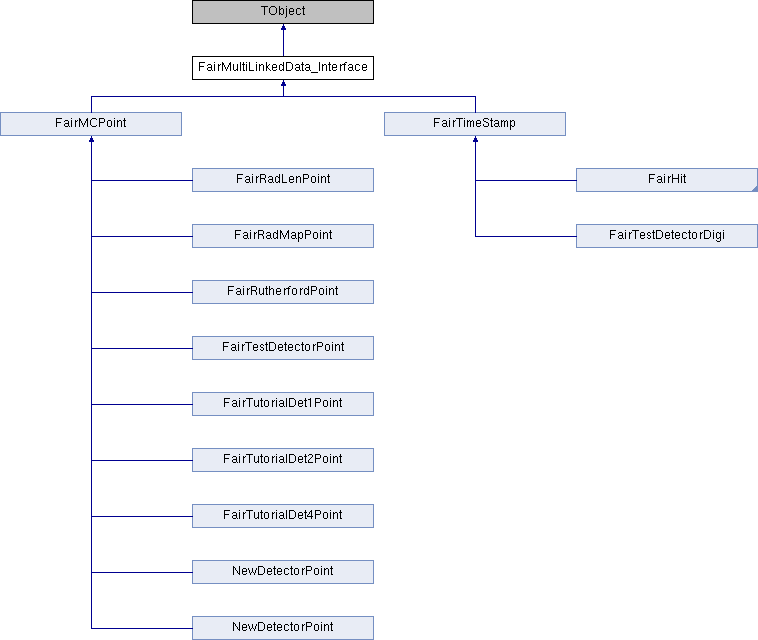 TObject
FairMultiLinkedData_Interface
FairMCPoint
FairTimeStamp
FairRadLenPoint
FairHit
FairRadMapPoint
FairTestDetectorDigi
FairRutherfordPoint
FairTestDetectorPoint
FairTutorialDet1Point
FairTutorialDet2Point
FairTutorialDet4Point
NewDetectorPoint
NewDetectorPoint